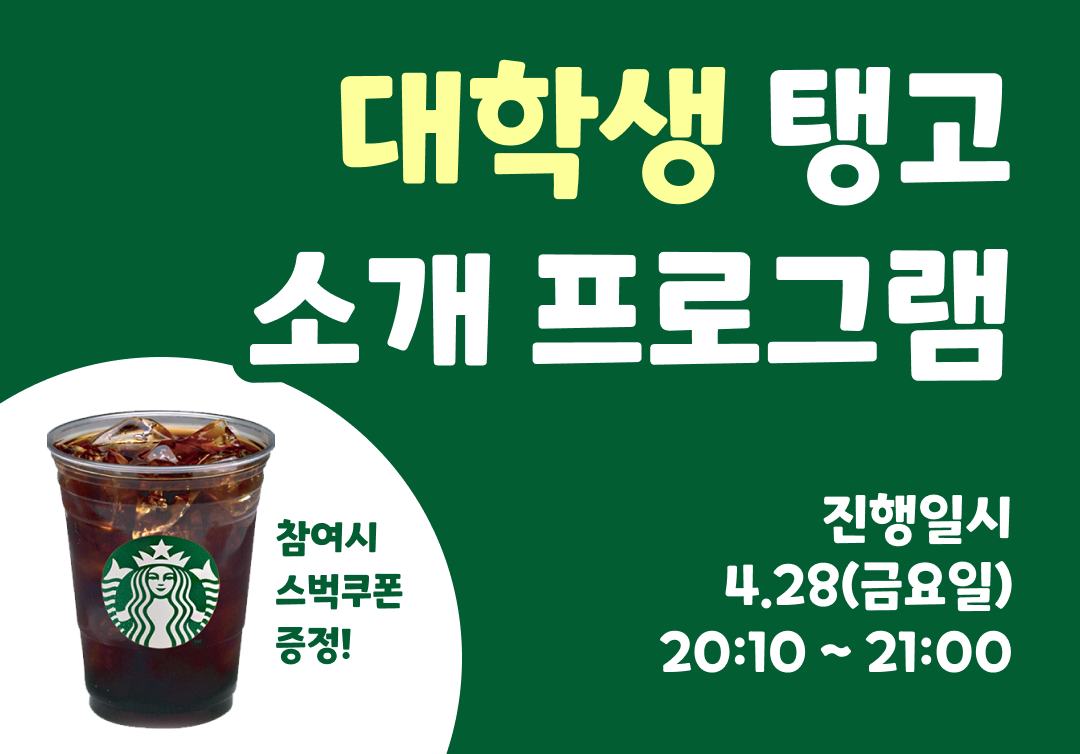 대학생 탱고
소개 프로그램
참여시
스벅쿠폰
증정!
진행일시
4.28(금요일)
20:10 ~ 21:00